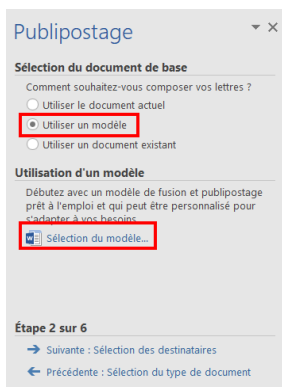 Publipostage
Sélection du document de base
Comment souhaitez-vous composer vos lettres ?
Utiliser le document actuel
Utiliser un modèle
Utiliser un document existant
Utilisation d'un modèle
Débutez avec un modèle de fusion et publipostage
prêt à l'emploi et qui peut être personnalisé pour
s'adapter à vos besoins.
Sélection du modèle...
Étape 2 sur 6
Suivante : Sélection des destinataires
Précédente : Sélection du type de document